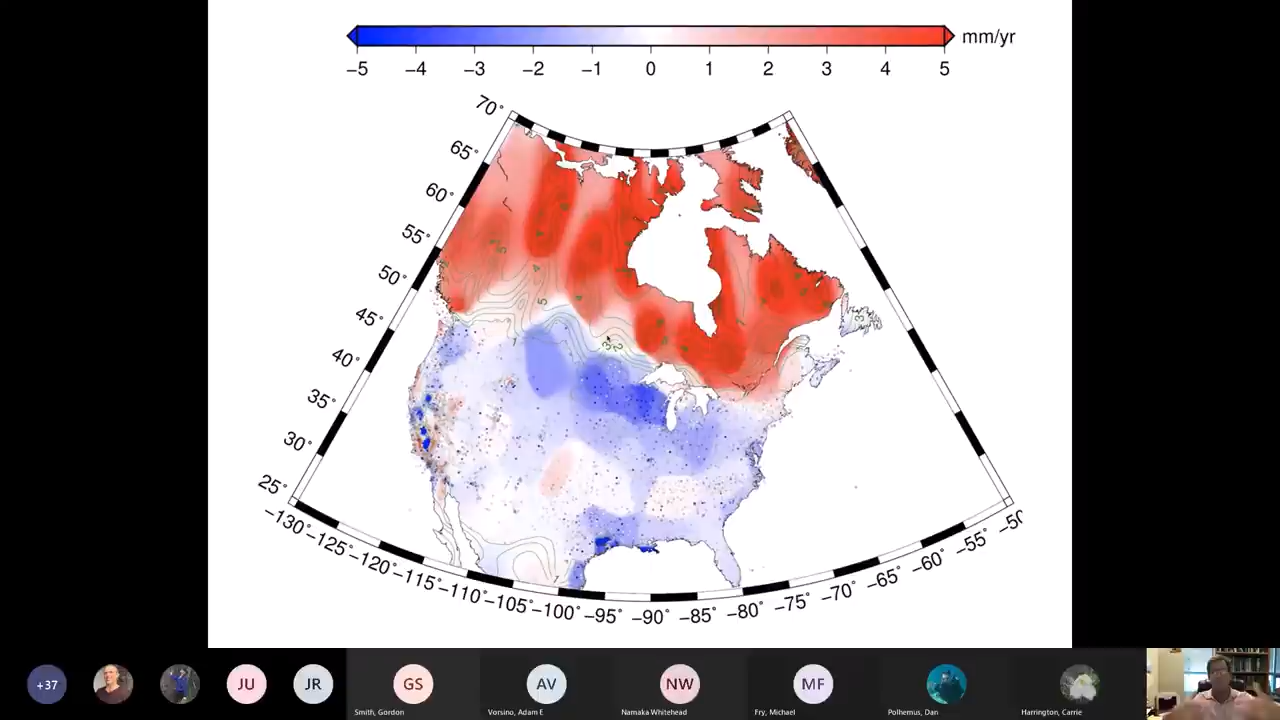 mm/yr
−5 −4 −3 −2 −1 0 1 2 3 4 5
70˚
65˚
60˚
55˚
50˚
45˚
40˚
35˚
30˚
25˚
−130˚ −125˚ −120˚ −115˚ −110˚ −105˚ −100˚ −95˚ −90˚ −85˚ −80˚ −75˚ −70˚ −65˚ −60˚ −55˚ −50
+37
JU
JR
GS
AV
NW
MF
Smith, Gordon
Vorsino, Adam E
Namaka Whitehead
Fry, Michael
Polhemus, Dan
Harrington, Carrie